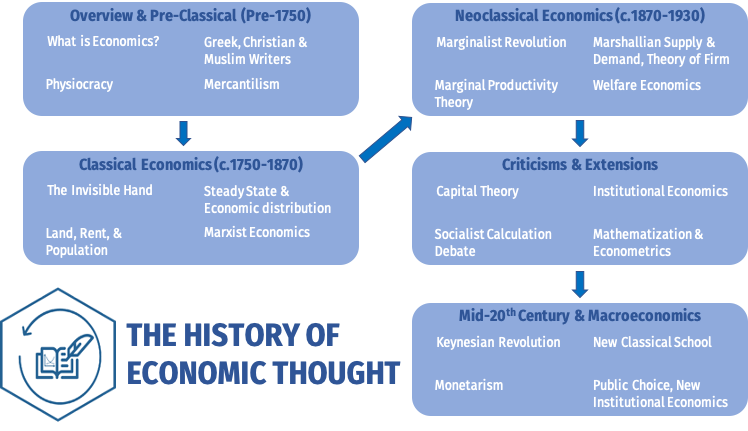 Overview & Pre-Classical (Pre-1750)
What is Economics?
Greek, Christian &
Muslim Writers
Physiocracy
Mercantilism
Classical Economics (c.1750-1870)
The Invisible Hand
Steady State &
Economic distribution
Land, Rent, &
Population
Marxist Economics
Neoclassical Economics (c.1870-1930)
Marginalist Revolution
Marshallian Supply &
Demand, Theory of Firm
Marginal Productivity
Theory
Welfare Economics
Criticisms & Extensions
Capital Theory
Institutional Economics
Socialist Calculation
Debate
Mathematization &
Econometrics
Mid-20th Century & Macroeconomics
Keynesian Revolution
New Classical School
Monetarism
Public Choice, New
Institutional Economics
THE HISTORY OF
ECONOMIC THOUGHT